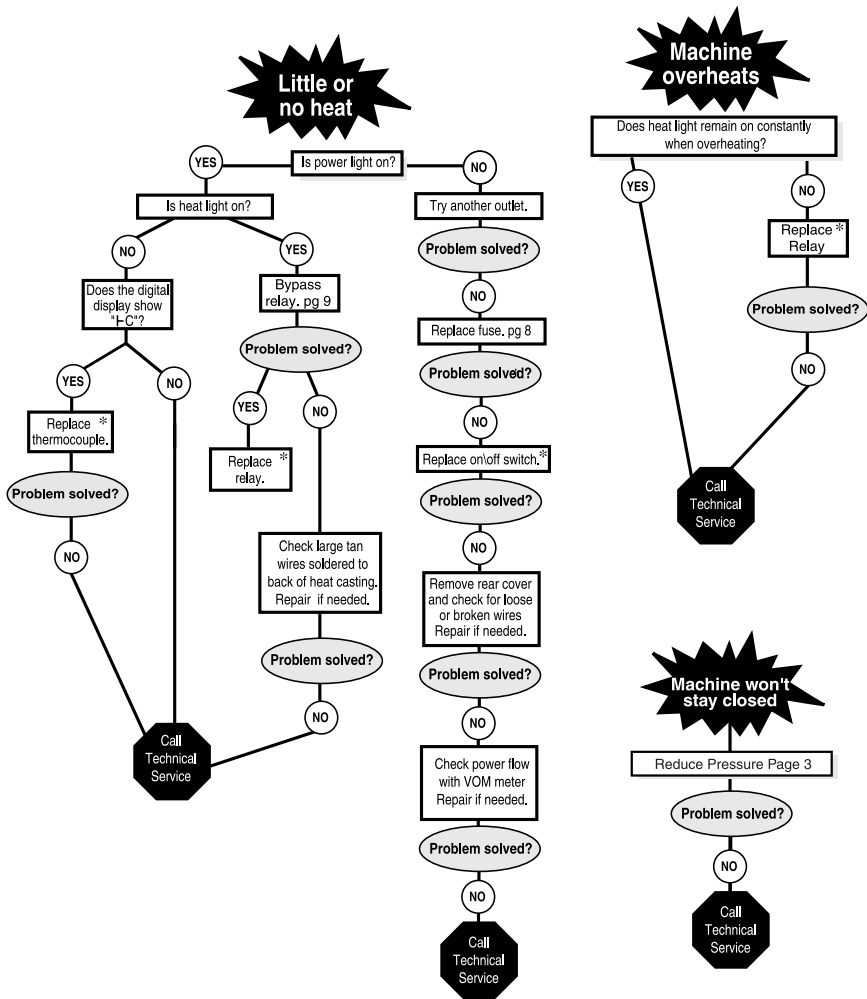 Little or
no heat
Is power light on?
YES
Is heat light on?
NO
Does the digital
display show
"⊢C"?
YES
Replace *
thermocouple.
Problem solved?
NO
NO
YES
Bypass
relay. pg 9
Problem solved?
YES
Replace *
relay.
NO
Check large tan
wires soldered to
back of heat casting.
Repair if needed.
Problem solved?
NO
Call
Technical
Service
NO
Try another outlet.
Problem solved?
NO
Replace fuse. pg 8
Problem solved?
NO
Replace on\off switch.*
Problem solved?
NO
Remove rear cover
and check for loose
or broken wires
Repair if needed.
Problem solved?
NO
Check power flow
with VOM meter
Repair if needed.
Problem solved?
NO
Call
Technical
Service
Machine
overheats
Does heat light remain on constantly
when overheating?
YES
NO
Replace *
Relay
Problem solved?
NO
Call
Technical
Service
Machine won't
stay closed
Reduce Pressure Page 3
Problem solved?
NO
Call
Technical
Service